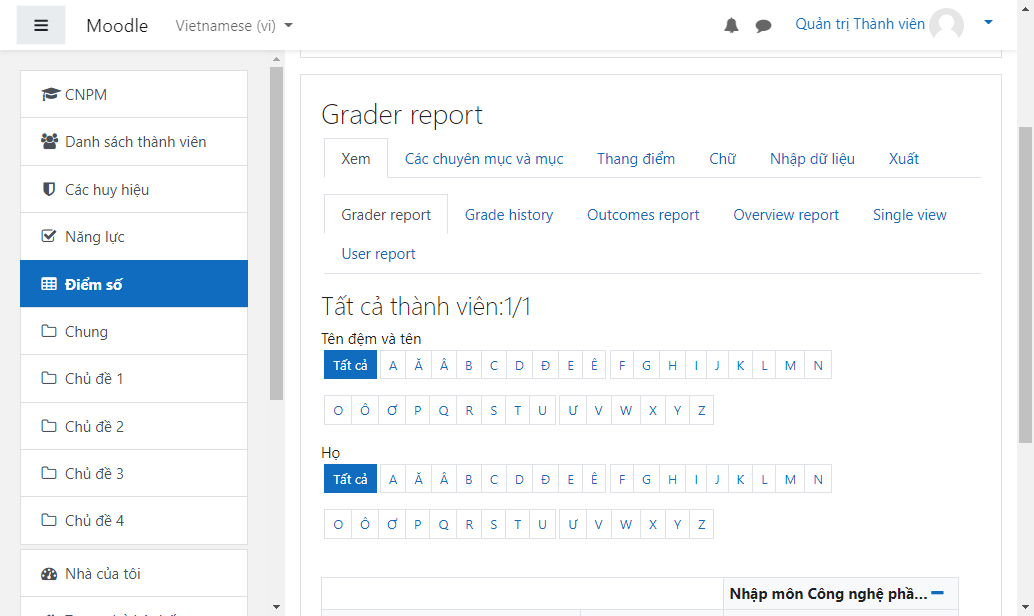 Moodle Vietnamese (vi) Quản trị Thành viên
CNPM
Danh sách thành viên
Các huy hiệu
Năng lực
Điểm số
Chung
Chủ đề 1
Chủ đề 2
Chủ đề 3
Chủ đề 4
Nhà của tôi
Grader report
Xem Các chuyên mục và mục Thang điểm Chữ Nhập dữ liệu Xuất
Grader report Grade history Outcomes report Overview report Single view
User report
Tất cả thành viên:1/1
Tên đệm và tên
Tất cả A Ă Â B C D Đ E Ê F G H I J K L M N
O Ô Ơ P Q R S T U Ư V W X Y Z
Họ
Tất cả A Ă Â B C D Đ E Ê F G H I J K L M N
O Ô Ơ P Q R S T U Ư V W X Y Z
Nhập môn Công nghệ phầ...